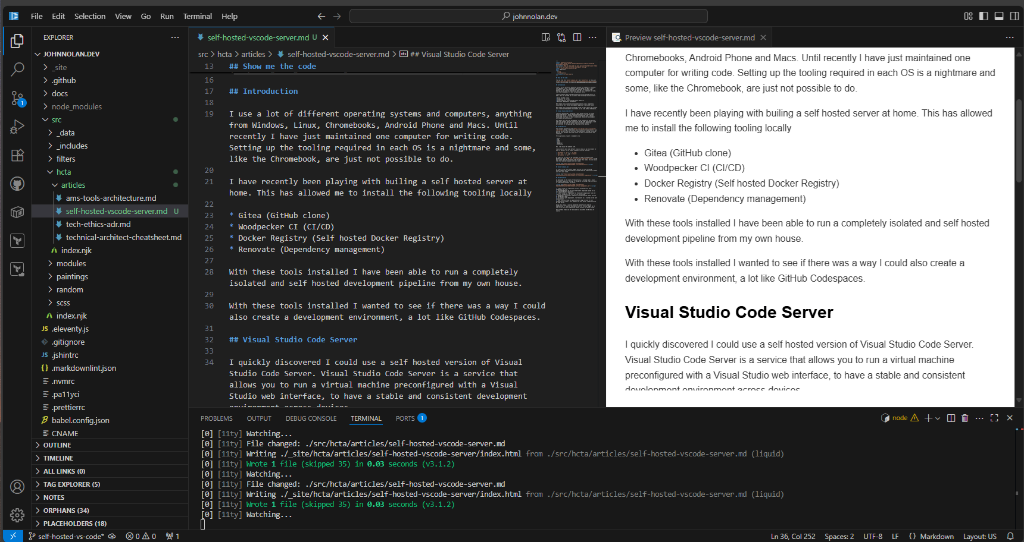 File Edit Selection View Go Run Terminal Help
johnnolan.dev
EXPLORER
JOHNNOLAN.DEV
_site
.github
docs
node_modules
src
_data
_includes
filters
hcta
articles
ams-tools-architecture.md
self-hosted-vscode-server.md U
tech-ethics-adr.md
technical-architect-cheatsheet.md
index.njk
modules
paintings
random
scss
index.njk
JS .eleventy.js
.gitignore
JS .jshintrc
{} .markdownlint.json
.nvmrc
.pa11yci
.prettierrc
babel.config.json
CNAME
OUTLINE
TIMELINE
ALL LINKS (0)
TAG EXPLORER (5)
NOTES
ORPHANS (34)
PLACEHOLDERS (18)
self-hosted-vscode-server.md U
src > hcta > articles > self-hosted-vscode-server.md > ## Visual Studio Code Server
13 ## Show me the code
16
17 ## Introduction
18
19 I use a lot of different operating systems and computers, anything
from Windows, Linux, Chromebooks, Android Phone and Macs. Until
recently I have just maintained one computer for writing code.
Setting up the tooling required in each OS is a nightmare and some,
like the Chromebook, are just not possible to do.
20
21 I have recently been playing with builing a self hosted server at
home. This has allowed me to install the following tooling locally
22
23 * Gitea (GitHub clone)
24 * Woodpecker CI (CI/CD)
25 * Docker Registry (Self hosted Docker Registry)
26 * Renovate (Dependency management)
27
28 With these tools installed I have been able to run a completely
isolated and self hosted development pipeline from my own house.
29
30 With these tools installed I wanted to see if there was a way I could
also create a development environment, a lot like GitHub Codespaces.
31
32 ## Visual Studio Code Server
33
34 I quickly discovered I could use a self hosted version of Visual
Studio Code Server. Visual Studio Code Server is a service that
allows you to run a virtual machine preconfigured with a Visual
Studio web interface, to have a stable and consistent development
environment across devices.
Preview self-hosted-vscode-server.md
Chromebooks, Android Phone and Macs. Until recently I have just maintained one
computer for writing code. Setting up the tooling required in each OS is a nightmare and
some, like the Chromebook, are just not possible to do.
I have recently been playing with builing a self hosted server at home. This has allowed
me to install the following tooling locally
• Gitea (GitHub clone)
• Woodpecker CI (CI/CD)
• Docker Registry (Self hosted Docker Registry)
• Renovate (Dependency management)
With these tools installed I have been able to run a completely isolated and self hosted
development pipeline from my own house.
With these tools installed I wanted to see if there was a way I could also create a
development environment, a lot like GitHub Codespaces.
Visual Studio Code Server
I quickly discovered I could use a self hosted version of Visual Studio Code Server.
Visual Studio Code Server is a service that allows you to run a virtual machine
preconfigured with a Visual Studio web interface, to have a stable and consistent
development environment across devices.
PROBLEMS OUTPUT DEBUG CONSOLE TERMINAL PORTS 1
node
[0] [11ty] Watching...
[0] [11ty] File changed: ./src/hcta/articles/self-hosted-vscode-server.md
[0] [11ty] Writing ./_site/hcta/articles/self-hosted-vscode-server/index.html from ./src/hcta/articles/self-hosted-vscode-server.md (liquid)
[0] [11ty] Wrote 1 file (skipped 35) in 0.03 seconds (v3.1.2)
[0] [11ty] Watching...
[0] [11ty] File changed: ./src/hcta/articles/self-hosted-vscode-server.md
[0] [11ty] Writing ./_site/hcta/articles/self-hosted-vscode-server/index.html from ./src/hcta/articles/self-hosted-vscode-server.md (liquid)
[0] [11ty] Wrote 1 file (skipped 35) in 0.03 seconds (v3.1.2)
[0] [11ty] Watching...
self-hosted-vs-code* 0 0 1
Ln 36, Col 252 Spaces: 2 UTF-8 LF {} Markdown Layout: US